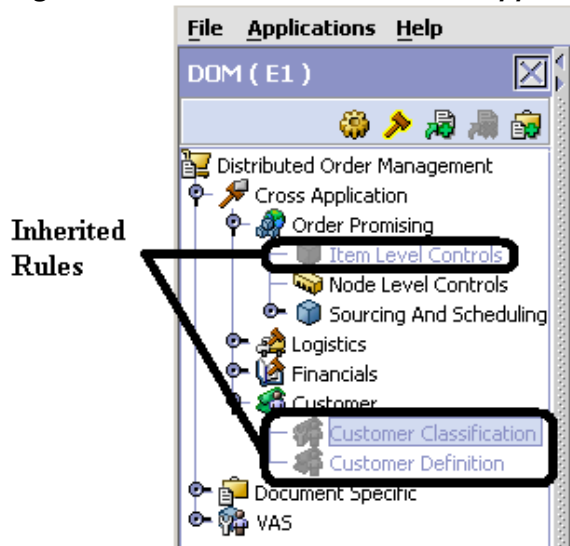 File Applications Help
DOM ( E1 )
Distributed Order Management
Cross Application
Order Promising
Inherited Rules
Item Level Controls
Node Level Controls
Sourcing And Scheduling
Logistics
Financials
Customer
Customer Classification
Customer Definition
Document Specific
VAS